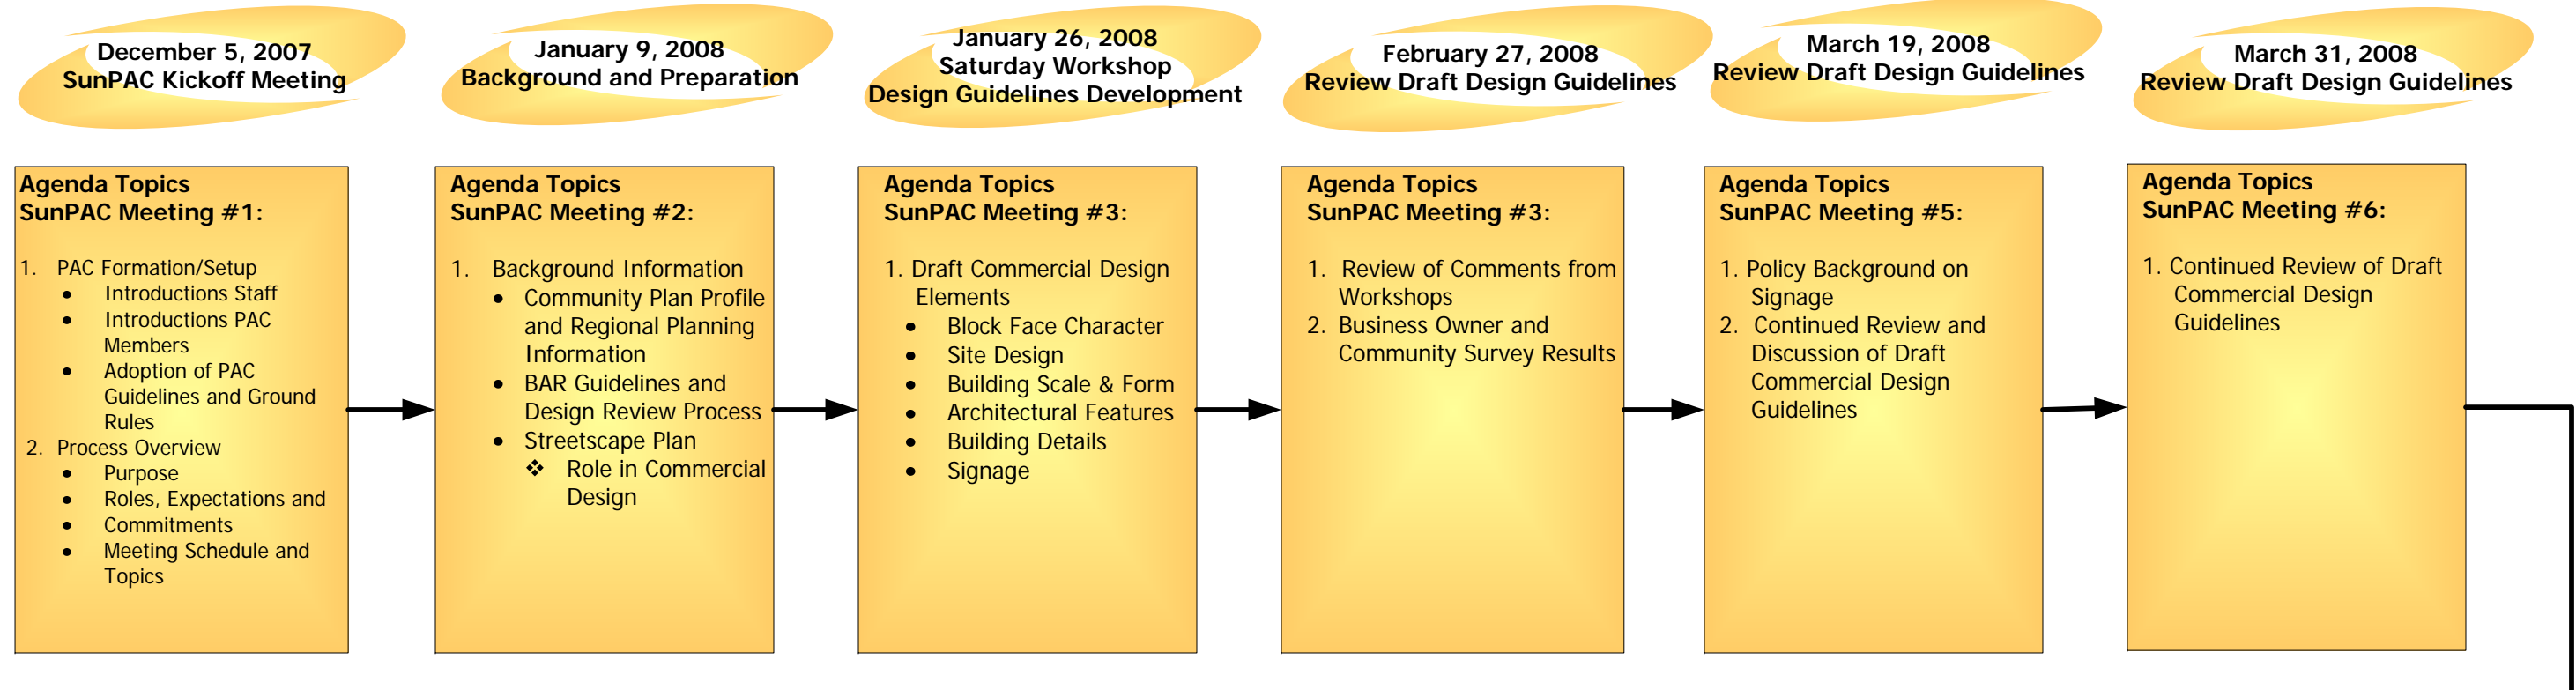 December 5, 2007
SunPAC Kickoff Meeting
January 9, 2008
Background and Preparation
January 26, 2008
Saturday Workshop
Design Guidelines Development
February 27, 2008
Review Draft Design Guidelines
March 19, 2008
Review Draft Design Guidelines
March 31, 2008
Review Draft Design Guidelines
Agenda Topics
SunPAC Meeting #1:
1. PAC Formation/Setup
• Introductions Staff
• Introductions PAC
Members
• Adoption of PAC
Guidelines and Ground
Rules
2. Process Overview
• Purpose
• Roles, Expectations and
• Commitments
• Meeting Schedule and
Topics
Agenda Topics
SunPAC Meeting #2:
1. Background Information
• Community Plan Profile
and Regional Planning
Information
• BAR Guidelines and
Design Review Process
• Streetscape Plan
❖ Role in Commercial
Design
Agenda Topics
SunPAC Meeting #3:
1. Draft Commercial Design
Elements
• Block Face Character
• Site Design
• Building Scale & Form
• Architectural Features
• Building Details
• Signage
Agenda Topics
SunPAC Meeting #3:
1. Review of Comments from
Workshops
2. Business Owner and
Community Survey Results
Agenda Topics
SunPAC Meeting #5:
1. Policy Background on
Signage
2. Continued Review and
Discussion of Draft
Commercial Design
Guidelines
Agenda Topics
SunPAC Meeting #6:
1. Continued Review of Draft
Commercial Design
Guidelines